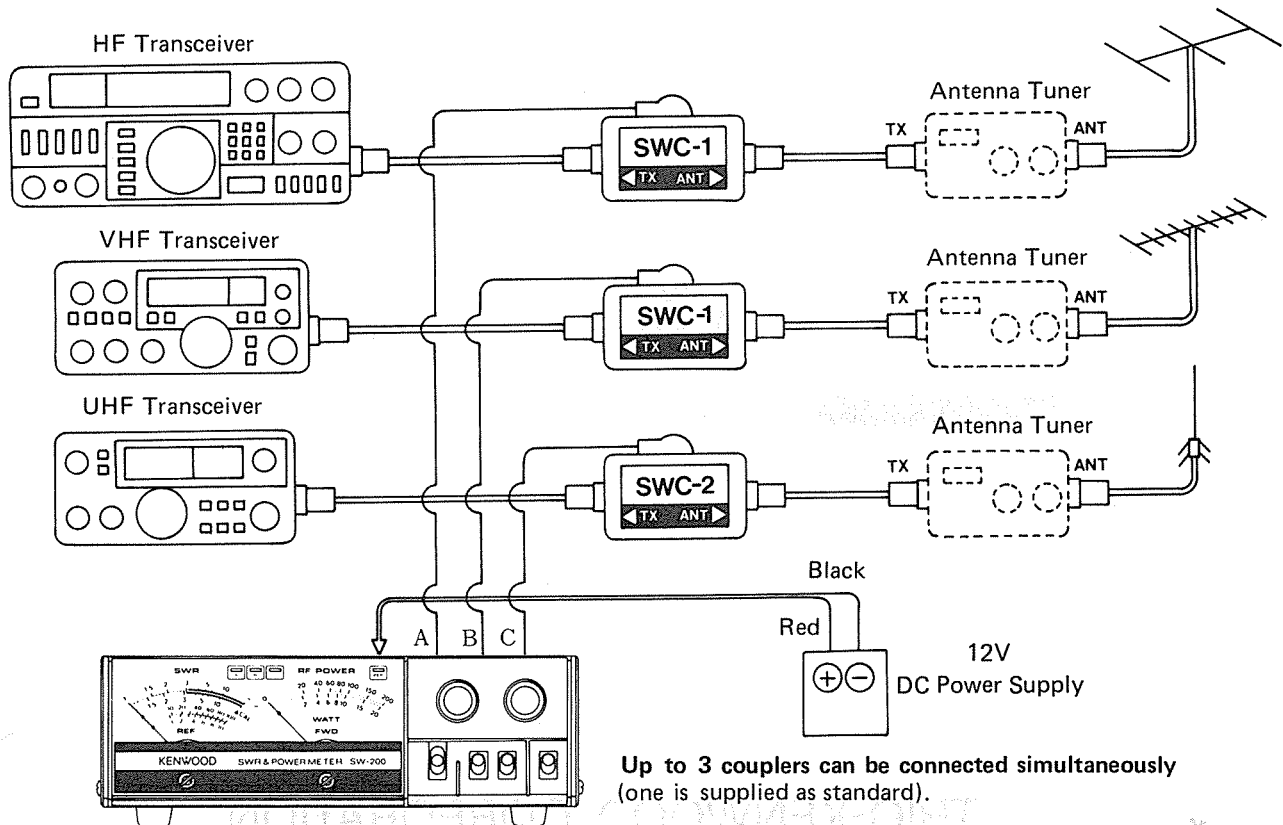 HF Transceiver
Antenna Tuner
TX
ANT
SWC-1
TX ANT
VHF Transceiver
Antenna Tuner
TX
ANT
SWC-1
TX ANT
UHF Transceiver
Antenna Tuner
TX
ANT
SWC-2
TX ANT
Black
Red
A B C
12V
DC Power Supply
SWR
RF POWER
REF
WATT
FWD
KENWOOD SWR & POWER METER SW-200
Up to 3 couplers can be connected simultaneously
(one is supplied as standard).